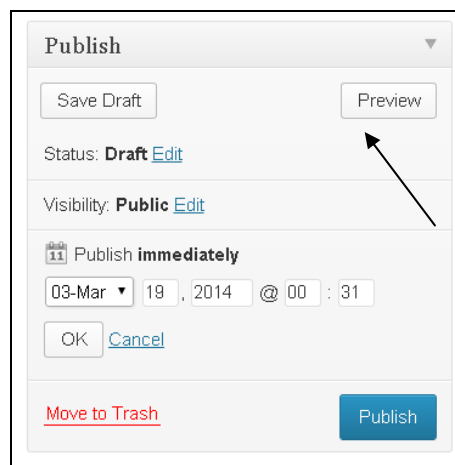 Publish
Save Draft Preview
Status: Draft Edit
Visibility: Public Edit
11 Publish immediately
03-Mar 19 , 2014 @ 00 : 31
OK Cancel
Move to Trash Publish